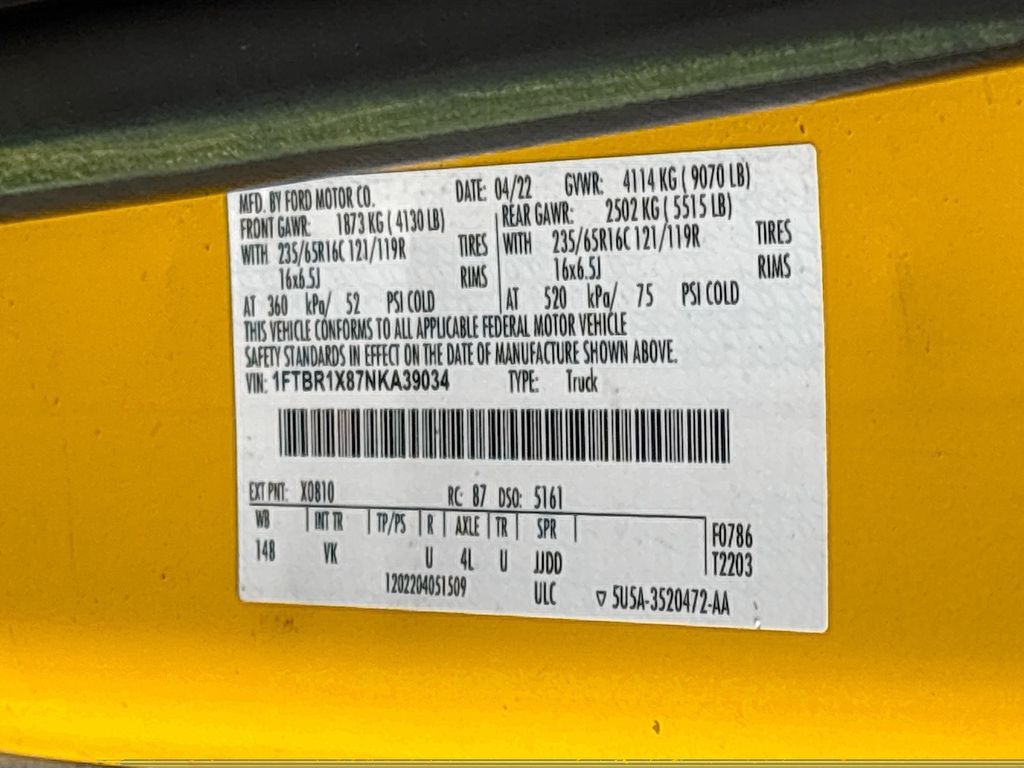 MFD. BY FORD MOTOR CO. DATE: 04/22 GVWR: 4114 KG ( 9070 LB)
FRONT GAWR: 1873 KG ( 4130 LB) REAR GAWR: 2502 KG ( 5515 LB)
WITH 235/65R16C 121/119R TIRES WITH 235/65R16C 121/119R TIRES
16x6.5J RIMS 16x6.5J RIMS
AT 360 kPa/ 52 PSI COLD AT 520 kPa/ 75 PSI COLD
THIS VEHICLE CONFORMS TO ALL APPLICABLE FEDERAL MOTOR VEHICLE
SAFETY STANDARDS IN EFFECT ON THE DATE OF MANUFACTURE SHOWN ABOVE.
VIN: 1FTBR1X87NKA39034 TYPE: Truck
EXT PNT: X0810 RC: 87 DSO: 5161
WB INT TR TP/PS R AXLE TR SPR F0786
148 VK U 4L U JJDD T2203
1202204051509 ULC ▽ 5U5A-3520472-AA